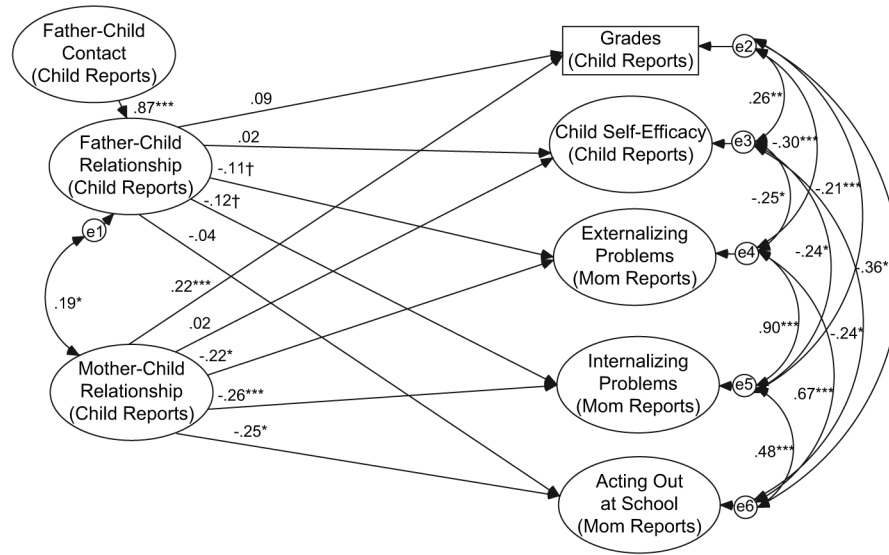 Father-Child
Contact
(Child Reports)
.87***
Father-Child
Relationship
(Child Reports)
e1
.19*
Mother-Child
Relationship
(Child Reports)
.09
.02
-.11†
-.12†
-.04
.22***
.02
-.22*
-.26***
-.25*
Grades
(Child Reports)
Child Self-Efficacy
(Child Reports)
Externalizing
Problems
(Mom Reports)
Internalizing
Problems
(Mom Reports)
Acting Out
at School
(Mom Reports)
e2
e3
e4
e5
e6
.26**
-.30***
-.21***
-.25*
-.24*
-.36*
.90***
-.24*
.67***
.48***